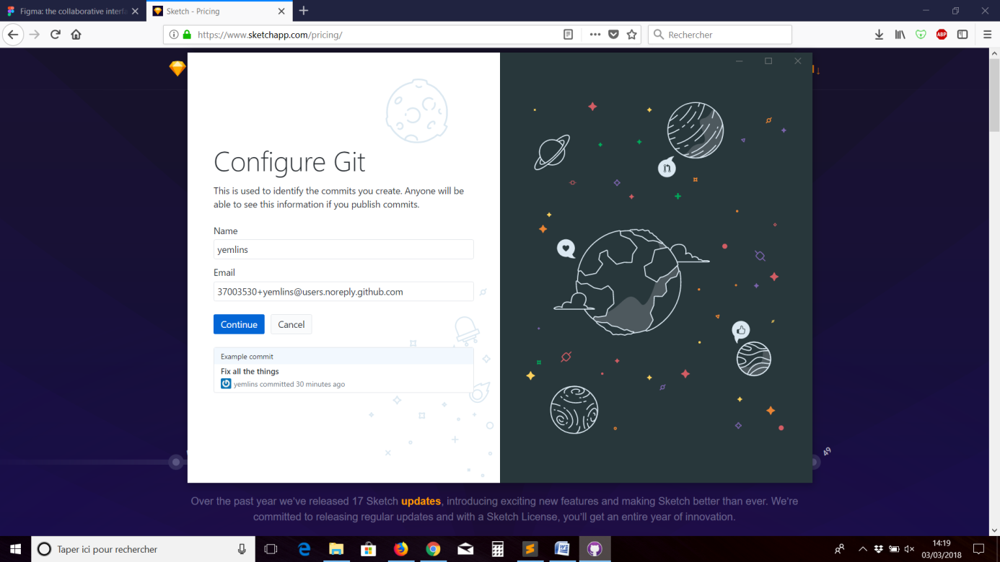 Figma: the collaborative interfa
Sketch - Pricing
https://www.sketchapp.com/pricing/
Rechercher
ABP
Configure Git
This is used to identify the commits you create. Anyone will be
able to see this information if you publish commits.
Name
yemlins
Email
37003530+yemlins@users.noreply.github.com
Continue
Cancel
Example commit
Fix all the things
yemlins committed 30 minutes ago
49
Over the past year we've released 17 Sketch updates, introducing exciting new features and making Sketch better than ever. We're
committed to releasing regular updates and with a Sketch License, you'll get an entire year of innovation.
Taper ici pour rechercher
14:19
03/03/2018